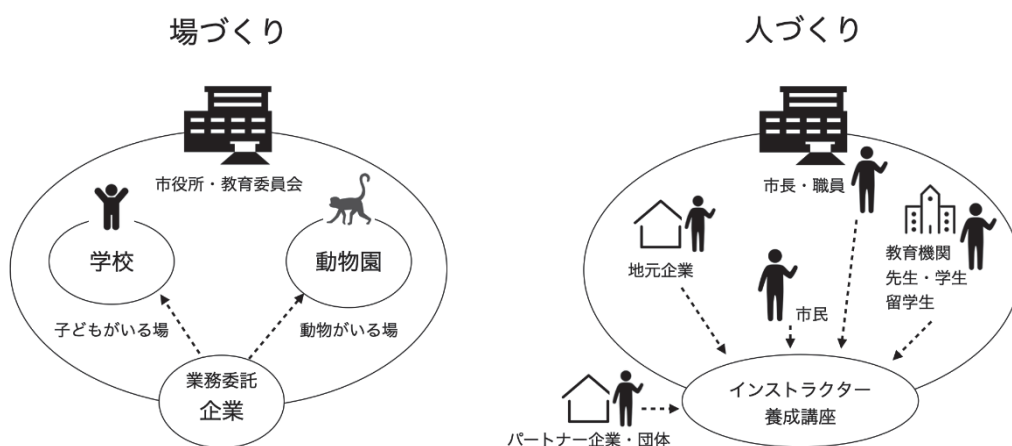 場づくり
市役所・教育委員会
学校
動物園
子どもがいる場
動物がいる場
業務委託
企業
人づくり
市長・職員
地元企業
教育機関
先生・学生
留学生
市民
インストラクター
養成講座
パートナー企業・団体